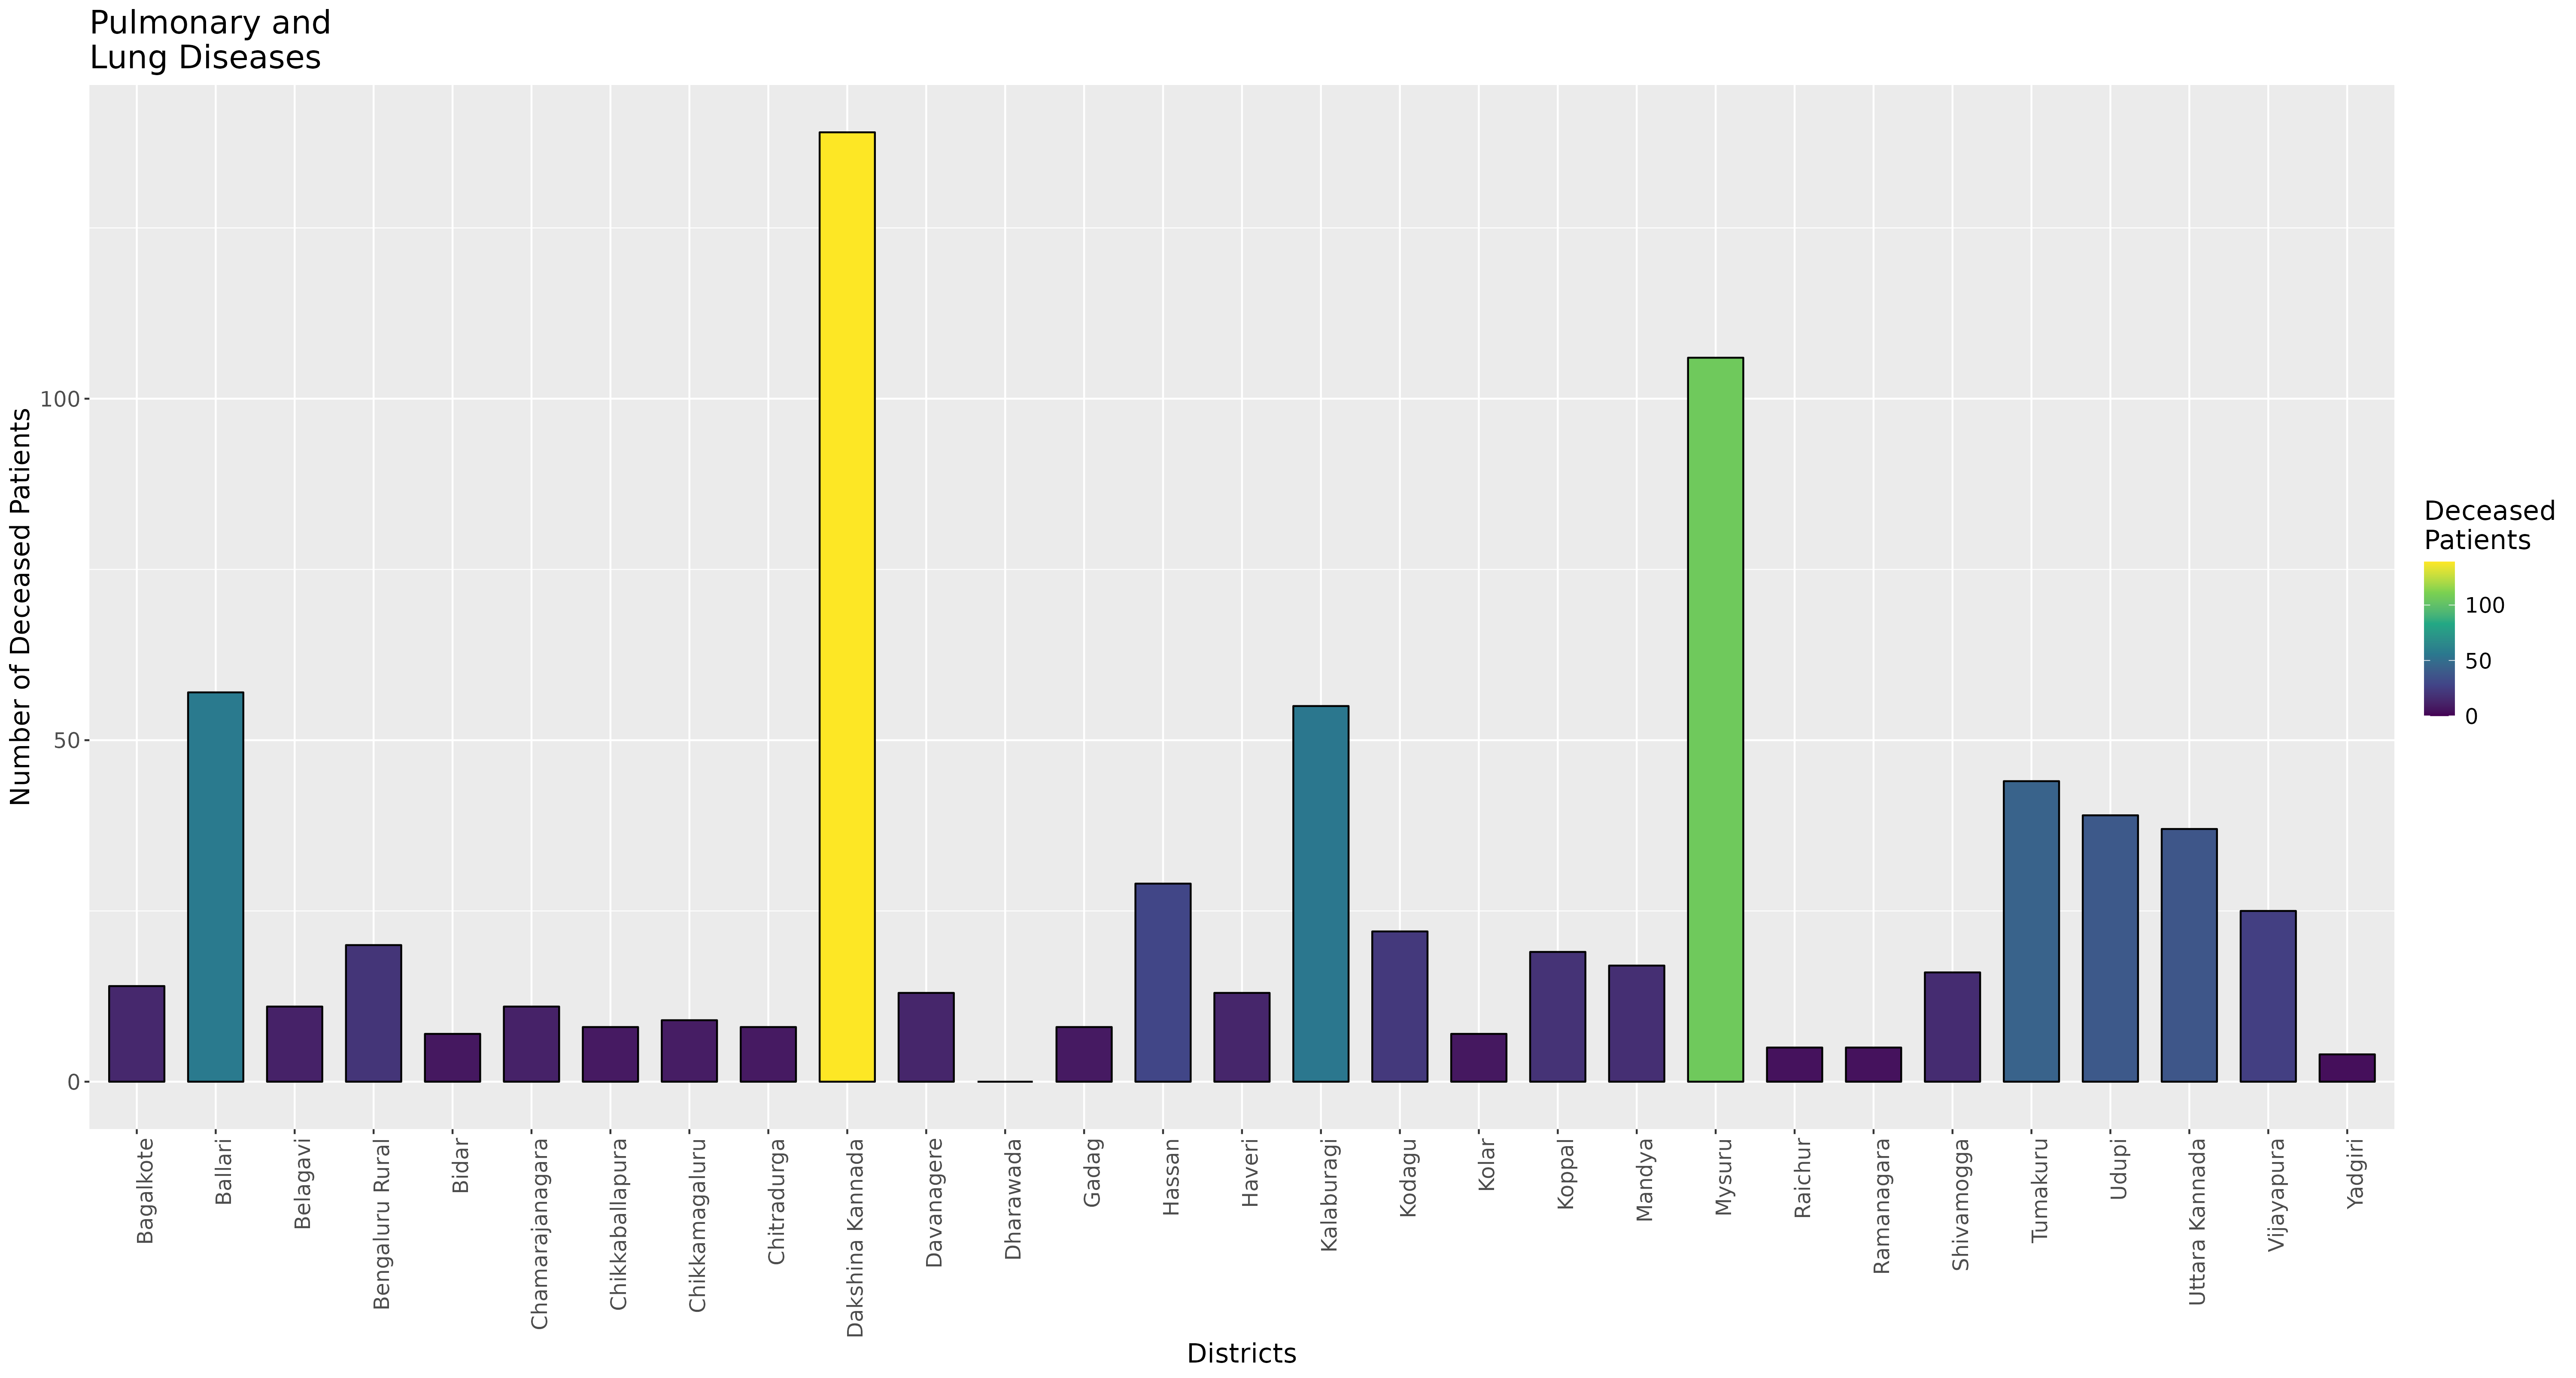 Pulmonary and
Lung Diseases
Number of Deceased Patients
100
50
0
Bagalkote
Ballari
Belagavi
Bengaluru Rural
Bidar
Chamarajanagara
Chikkaballapura
Chikkamagaluru
Chitradurga
Dakshina Kannada
Davanagere
Dharawada
Gadag
Hassan
Haveri
Kalaburagi
Kodagu
Kolar
Koppal
Mandya
Mysuru
Raichur
Ramanagara
Shivamogga
Tumakuru
Udupi
Uttara Kannada
Vijayapura
Yadgiri
Districts
Deceased
Patients
100
50
0